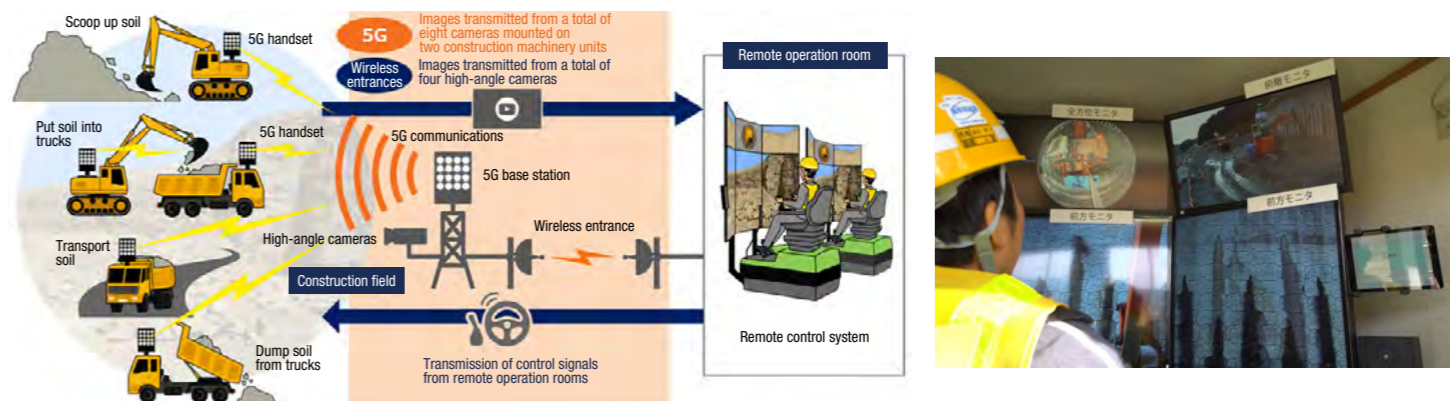 Scoop up soil
5G handset
5G
Images transmitted from a total of
eight cameras mounted on
two construction machinery units
Wireless
entrances
Images transmitted from a total of
four high-angle cameras
Remote operation room
Put soil into
trucks
5G handset
5G communications
5G base station
Transport
soil
High-angle cameras
Wireless entrance
Construction field
Dump soil
from trucks
Transmission of control signals
from remote operation rooms
Remote control system
全方位モニタ
俯瞰モニタ
前方モニタ
前方モニタ